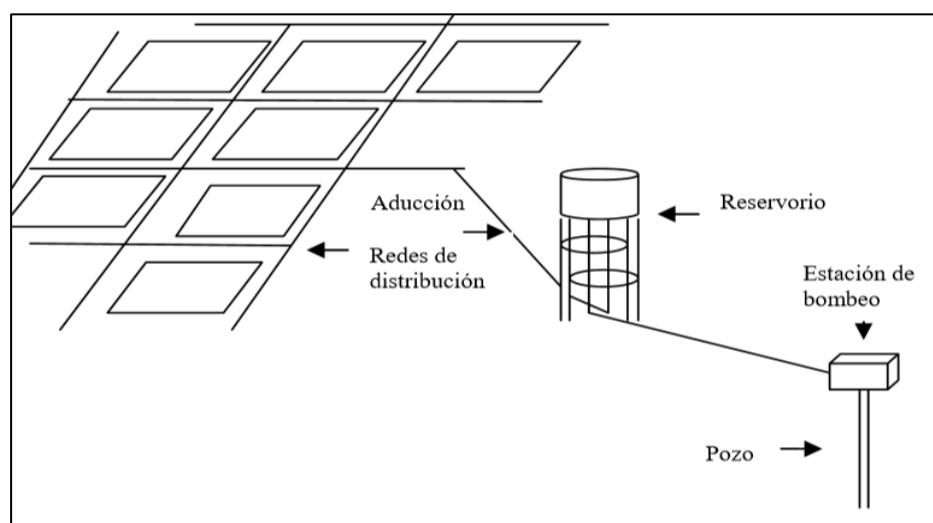 Aducción
Reservorio
Redes de
distribución
Estación de
bombeo
Pozo